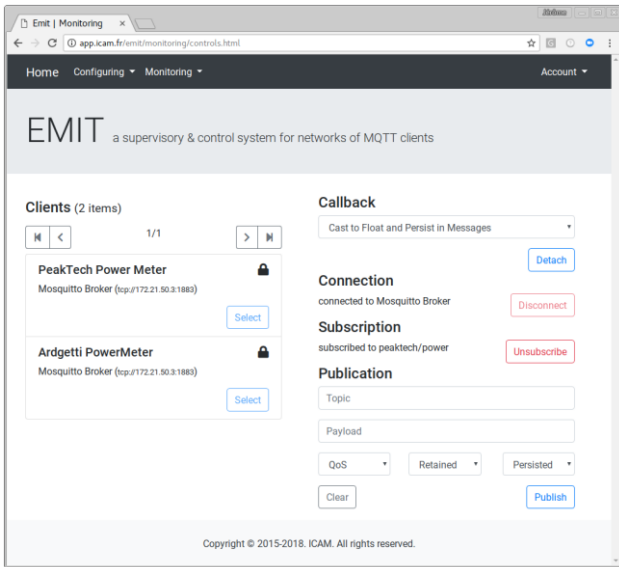 Emit | Monitoring
app.icam.fr/emit/monitoring/controls.html
Home Configuring Monitoring Account
EMIT a supervisory & control system for networks of MQTT clients
Clients (2 items)
1/1
PeakTech Power Meter
Mosquitto Broker (tcp://172.21.50.3:1883)
Select
Ardgetti PowerMeter
Mosquitto Broker (tcp://172.21.50.3:1883)
Select
Callback
Cast to Float and Persist in Messages
Detach
Connection
connected to Mosquitto Broker
Disconnect
Subscription
subscribed to peaktech/power
Unsubscribe
Publication
Topic
Payload
QoS Retained Persisted
Clear Publish
Copyright © 2015-2018. ICAM. All rights reserved.